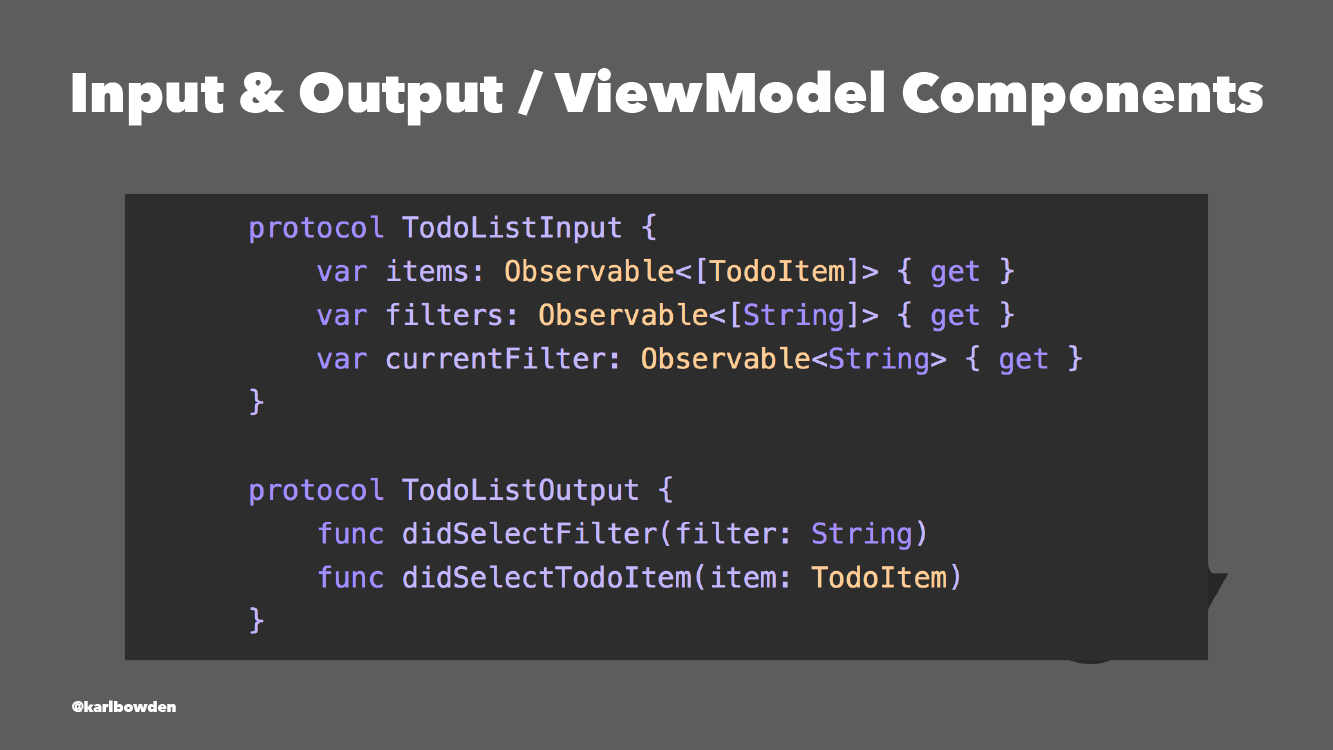 Input & Output / ViewModel Components
protocol TodoListInput {
    var items: Observable<[TodoItem]> { get }
    var filters: Observable<[String]> { get }
    var currentFilter: Observable<String> { get }
}
protocol TodoListOutput {
    func didSelectFilter(filter: String)
    func didSelectTodoItem(item: TodoItem)
}
@karlbowden